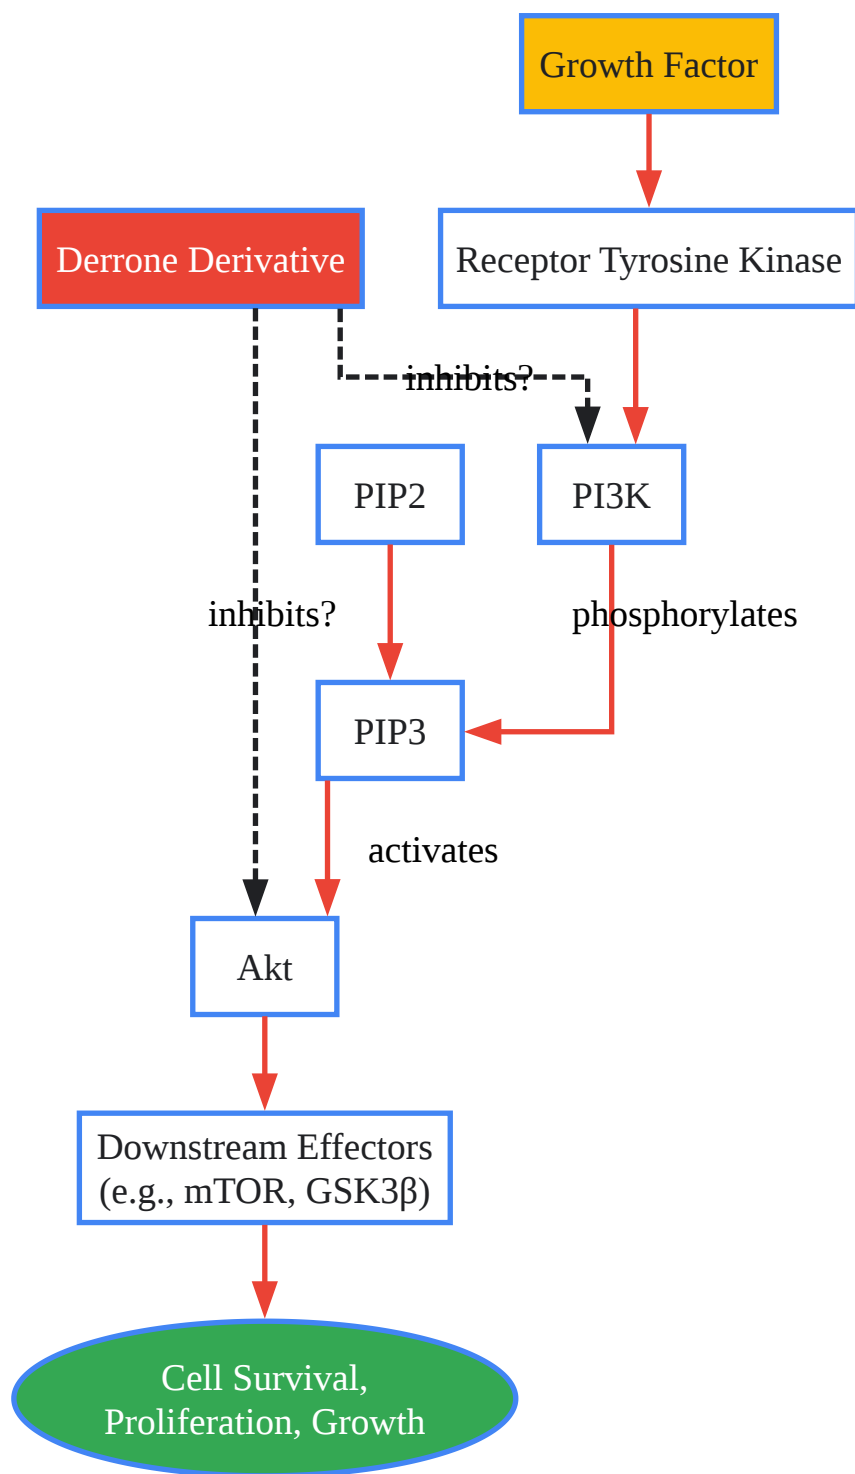 Growth Factor
Derrone Derivative
Receptor Tyrosine Kinase
inhibits?
PIP2
PI3K
inhibits?
phosphorylates
PIP3
activates
Akt
Downstream Effectors
(e.g., mTOR, GSK3β)
Cell Survival,
Proliferation, Growth